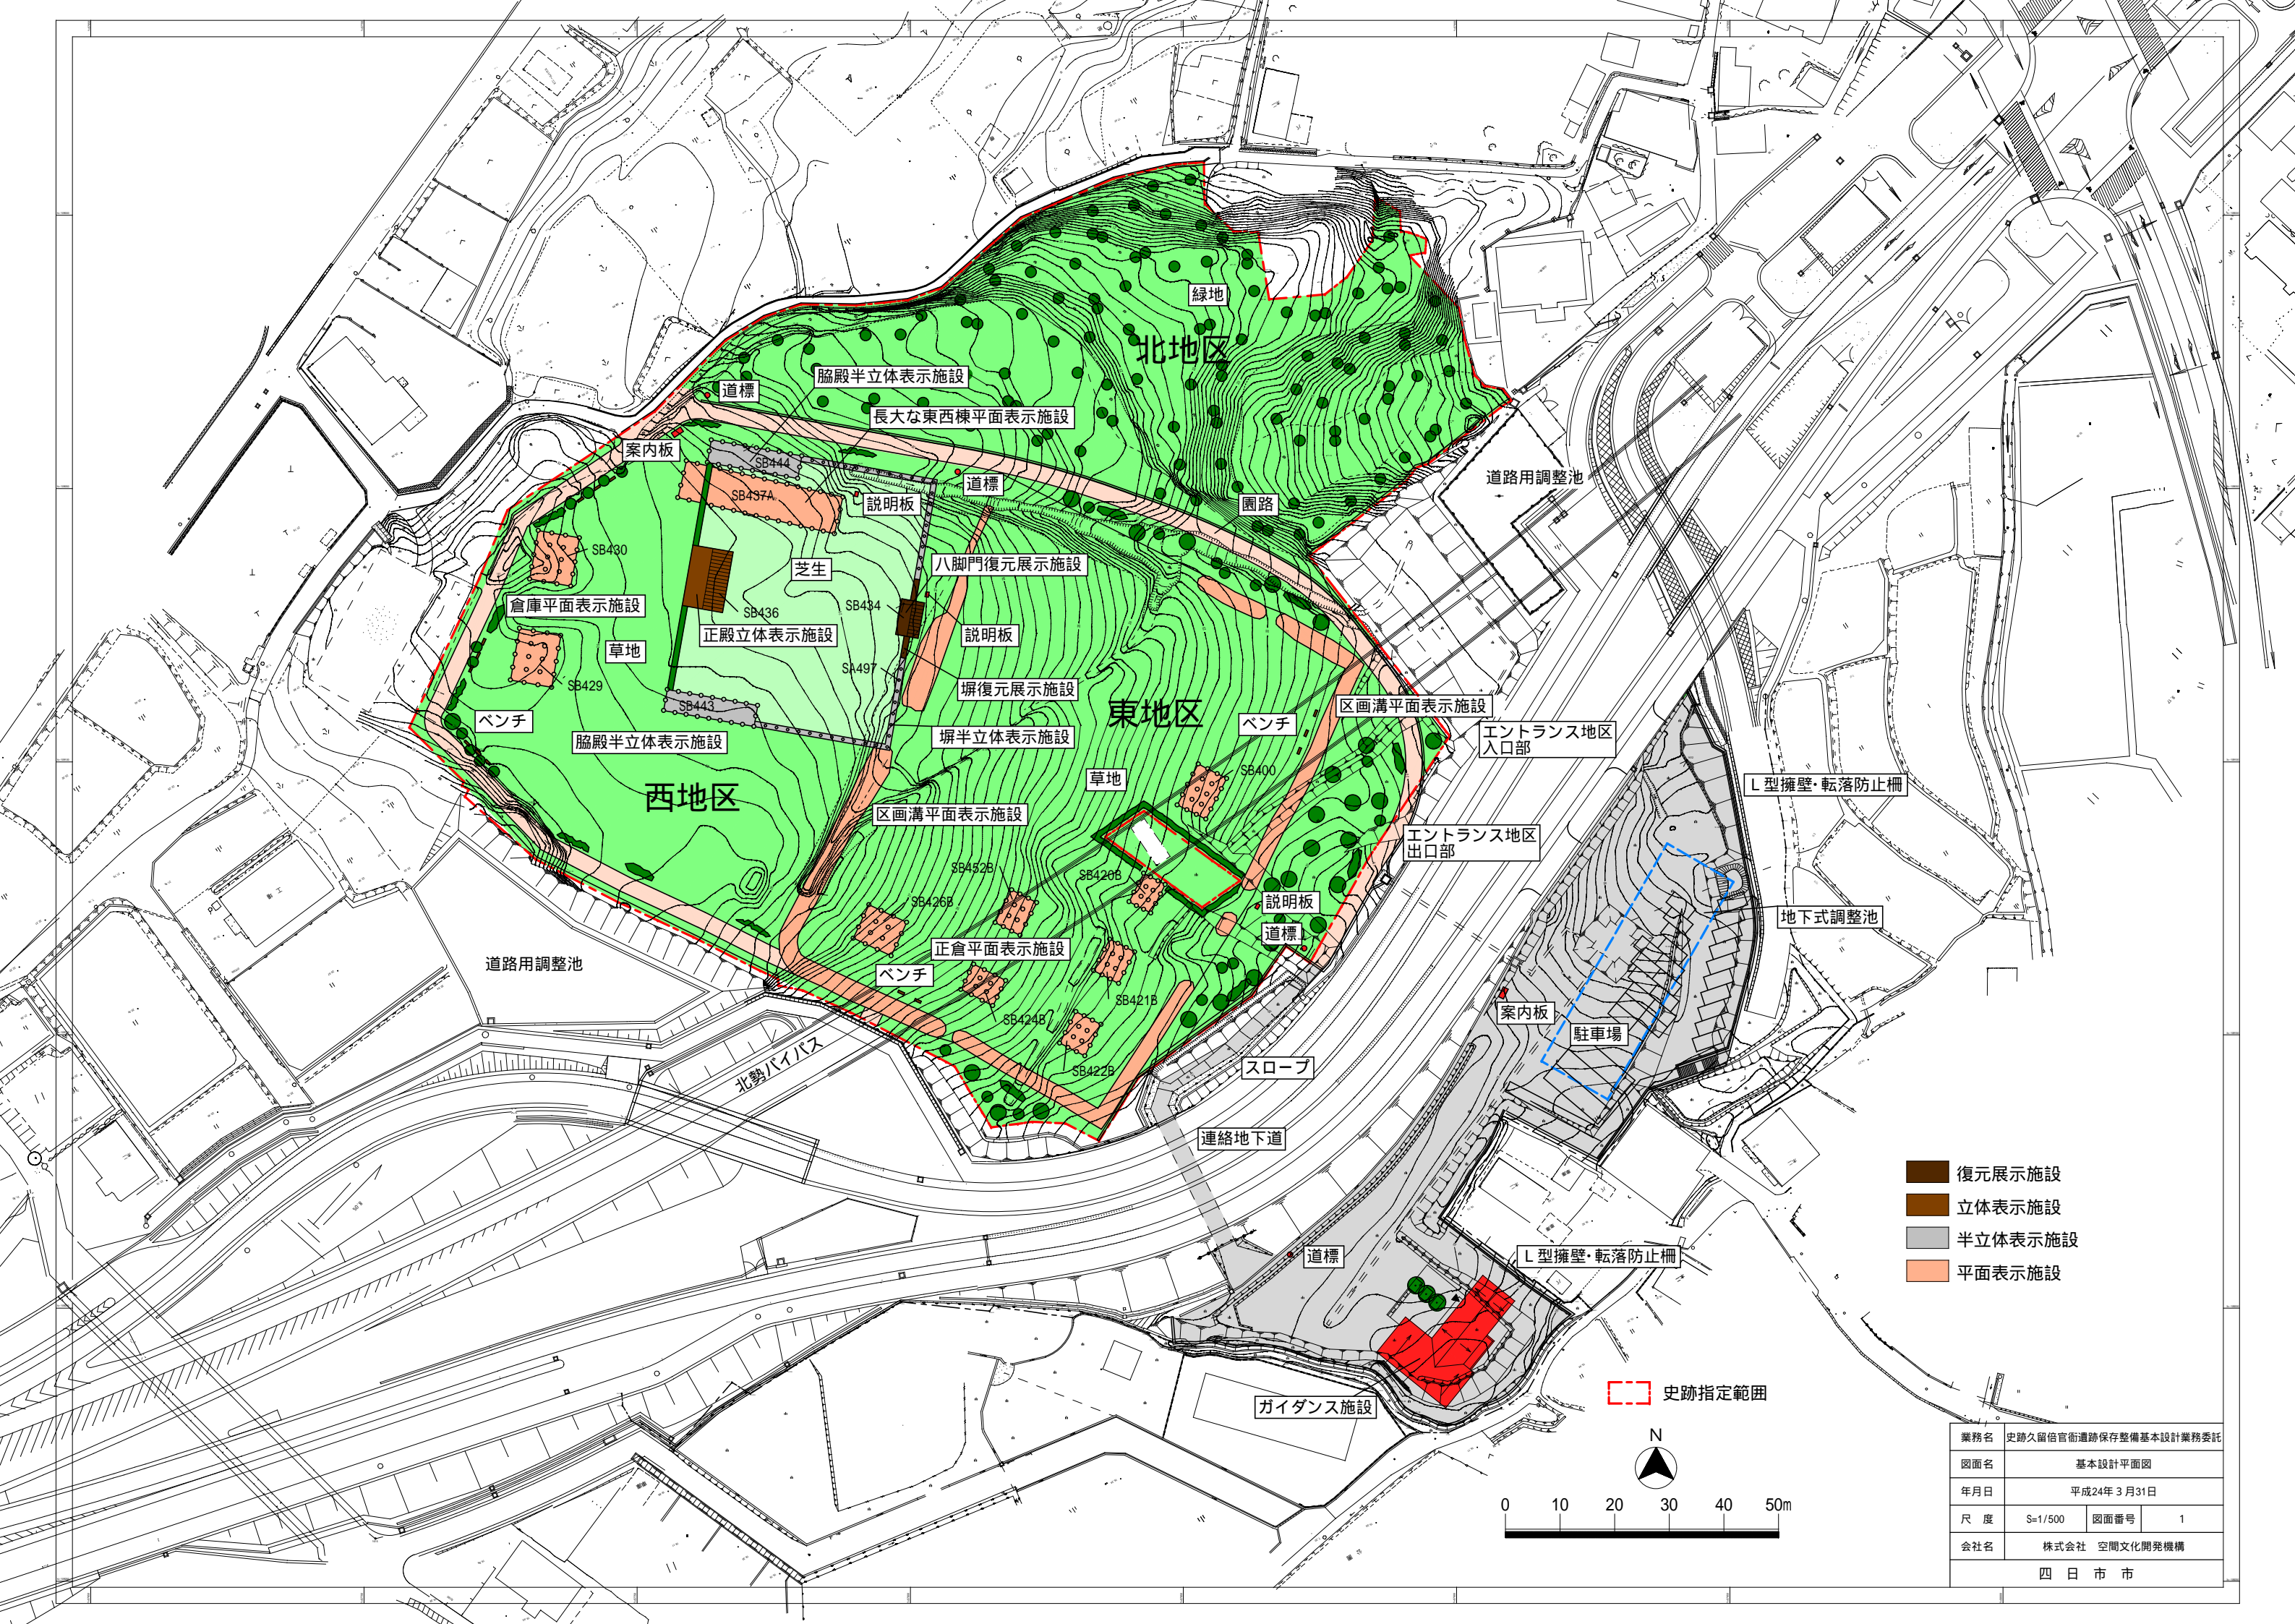 緑地
北地区
道標
脇殿半立体表示施設
長大な東西棟平面表示施設
案内板
SB444
SB437A
道標
説明板
園路
道路用調整池
SB430
芝生
八脚門復元展示施設
倉庫平面表示施設
SB436
SB434
正殿立体表示施設
説明板
草地
SA497
SB429
塀復元展示施設
SB443
ベンチ
脇殿半立体表示施設
塀半立体表示施設
東地区
ベンチ
区画溝平面表示施設
エントランス地区
入口部
草地
SB400
L型擁壁・転落防止柵
西地区
区画溝平面表示施設
エントランス地区
出口部
SB452B
SB420B
SB426B
説明板
地下式調整池
道標
正倉平面表示施設
道路用調整池
ベンチ
SB421B
案内板
SB424B
駐車場
北勢バイパス
SB422B
スロープ
連絡地下道
道標
L型擁壁・転落防止柵
ガイダンス施設
復元展示施設
立体表示施設
半立体表示施設
平面表示施設
史跡指定範囲
N
0 10 20 30 40 50m
業務名 史跡久留倍官衙遺跡保存整備基本設計業務委託
図面名 基本設計平面図
年月日 平成24年3月31日
尺 度 S=1/500 図面番号 1
会社名 株式会社 空間文化開発機構
四 日 市 市